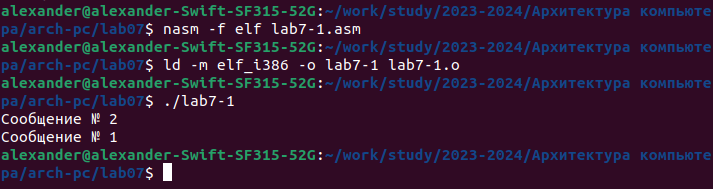 alexander@alexander-Swift-SF315-52G:~/work/study/2023-2024/Архитектура компьюте
ра/arch-pc/lab07$ nasm -f elf lab7-1.asm
alexander@alexander-Swift-SF315-52G:~/work/study/2023-2024/Архитектура компьюте
ра/arch-pc/lab07$ ld -m elf_i386 -o lab7-1 lab7-1.o
alexander@alexander-Swift-SF315-52G:~/work/study/2023-2024/Архитектура компьюте
ра/arch-pc/lab07$ ./lab7-1
Сообщение № 2
Сообщение № 1
alexander@alexander-Swift-SF315-52G:~/work/study/2023-2024/Архитектура компьюте
ра/arch-pc/lab07$